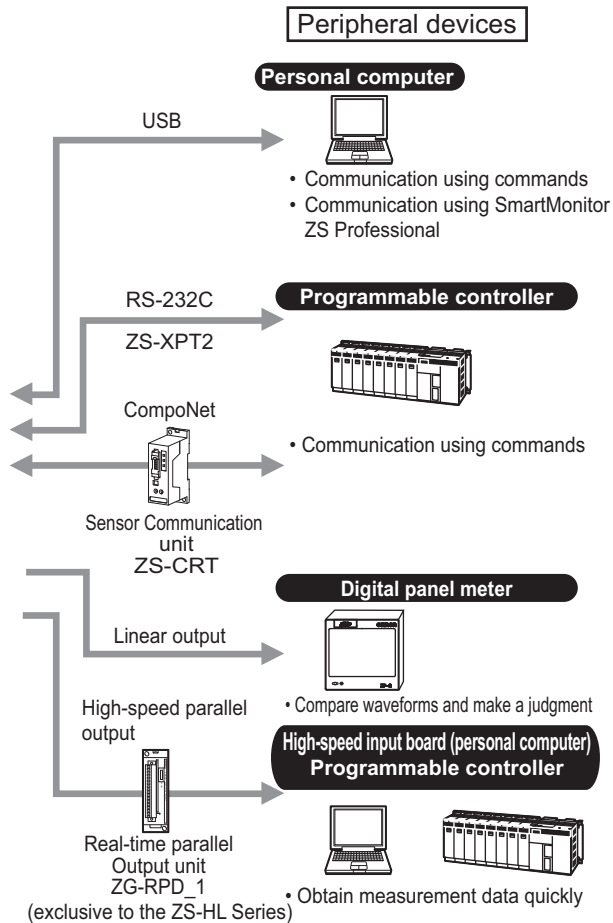 Peripheral devices
Personal computer
USB
• Communication using commands
• Communication using SmartMonitor
ZS Professional
RS-232C
ZS-XPT2
Programmable controller
CompoNet
• Communication using commands
Sensor Communication
unit
ZS-CRT
Digital panel meter
Linear output
• Compare waveforms and make a judgment
High-speed parallel
output
High-speed input board (personal computer)
Programmable controller
Real-time parallel
Output unit
ZG-RPD_1
(exclusive to the ZS-HL Series)
• Obtain measurement data quickly